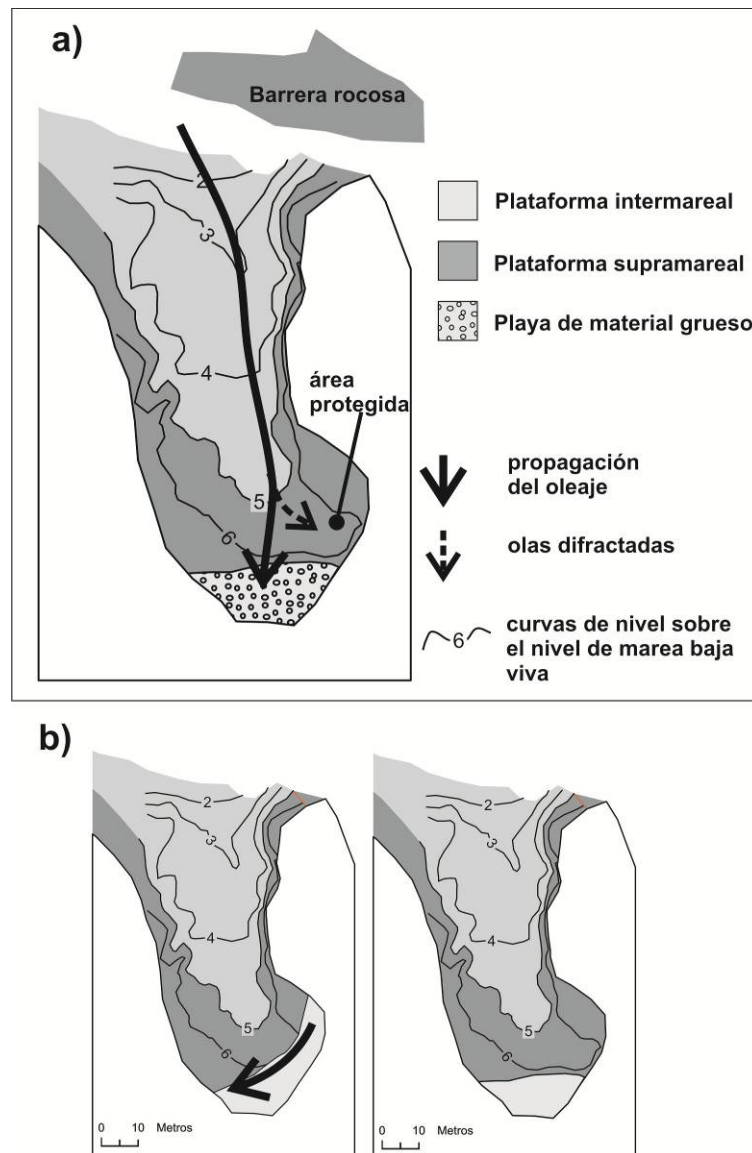 a)
Barrera rocosa
2
3
4
5
6
área
protegida
Plataforma intermareal
Plataforma supramareal
Playa de material grueso
propagación
del oleaje
olas difractadas
6
curvas de nivel sobre
el nivel de marea baja
viva
b)
2
3
4
5
6
0 10 Metros
2
3
4
5
6
0 10 Metros